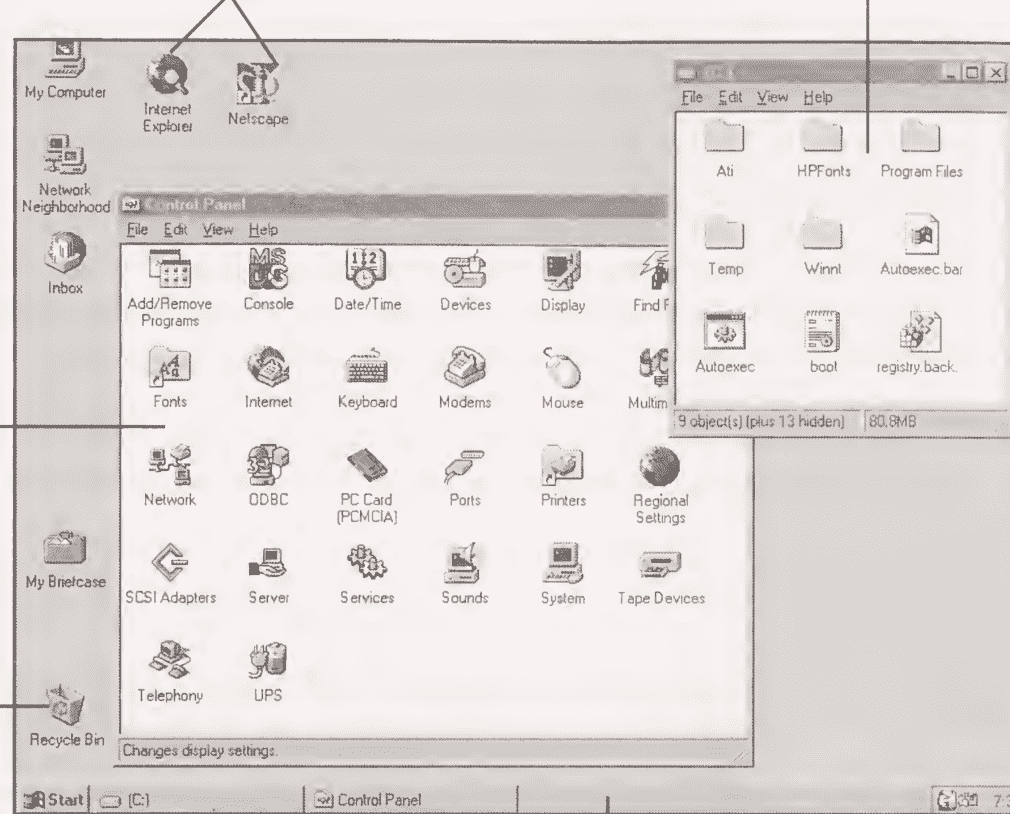 My Computer
Internet
Explorer
Netscape
Network
Neighborhood
Inbox
My Briefcase
Recycle Bin
Control Panel
File Edit View Help
Add/Remove
Programs
Console
Date/Time
Devices
Display
Find F
Fonts
Internet
Keyboard
Modems
Mouse
Multim
Network
ODBC
PC Card
(PCMCIA)
Ports
Printers
Regional
Settings
SCSI Adapters
Server
Services
Sounds
System
Tape Devices
Telephony
UPS
Changes display settings.
File Edit View Help
Ati
HPFonts
Program Files
Temp
Winnt
Autoexec.bar
Autoexec
boot
registry.back.
9 object(s) (plus 13 hidden) 80.8MB
Start (C:) Control Panel